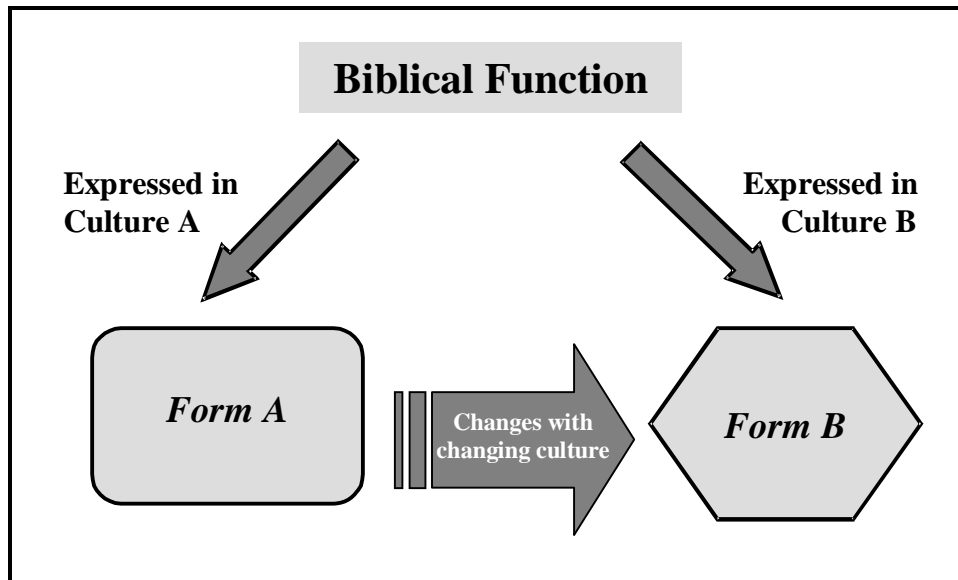 Biblical Function
Expressed in
Culture A
Expressed in
Culture B
Form A
Changes with
changing culture
Form B